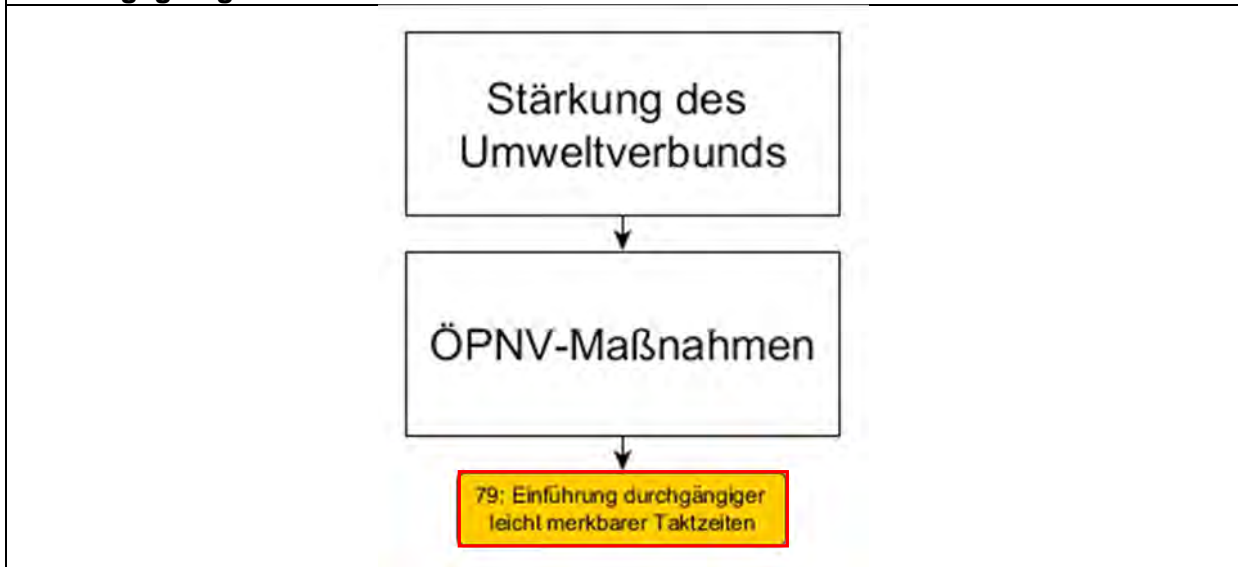 Stärkung des
Umweltverbunds
ÖPNV-Maßnahmen
79: Einführung durchgängiger
leicht merkbarer Taktzeiten